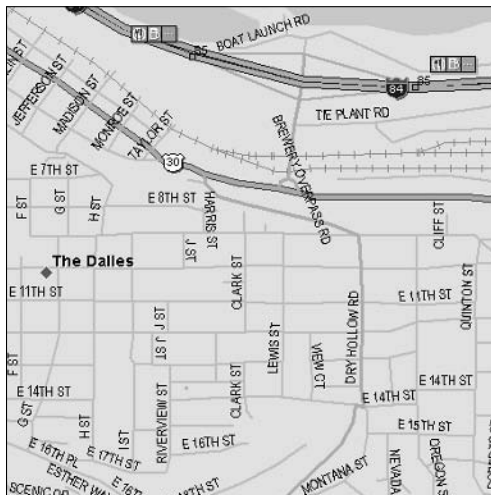 BOAT LAUNCH RD
85
85
84
TIE PLANT RD
JEFFERSON ST
MADISON ST
MONROE ST
TAYLOR ST
30
BREWERY OVERPASS RD
E 7TH ST
E 8TH ST
F ST
G ST
H ST
HARRIS ST
J ST
CLIFF ST
The Dalles
E 11TH ST
CLARK ST
DRY HOLLOW RD
E 11TH ST
QUINTON ST
J ST
J ST
LEWIS ST
VIEW CT
F ST
E 14TH ST
G ST
H ST
I ST
RIVERVIEW ST
CLARK ST
E 14TH ST
E 14TH ST
E 15TH ST
E 16TH ST
E 16TH PL
E 17TH ST
ESTHER WA
E 16T
18TH ST
SCENIC DR
MONTANA ST
NEVADA
OREGON S